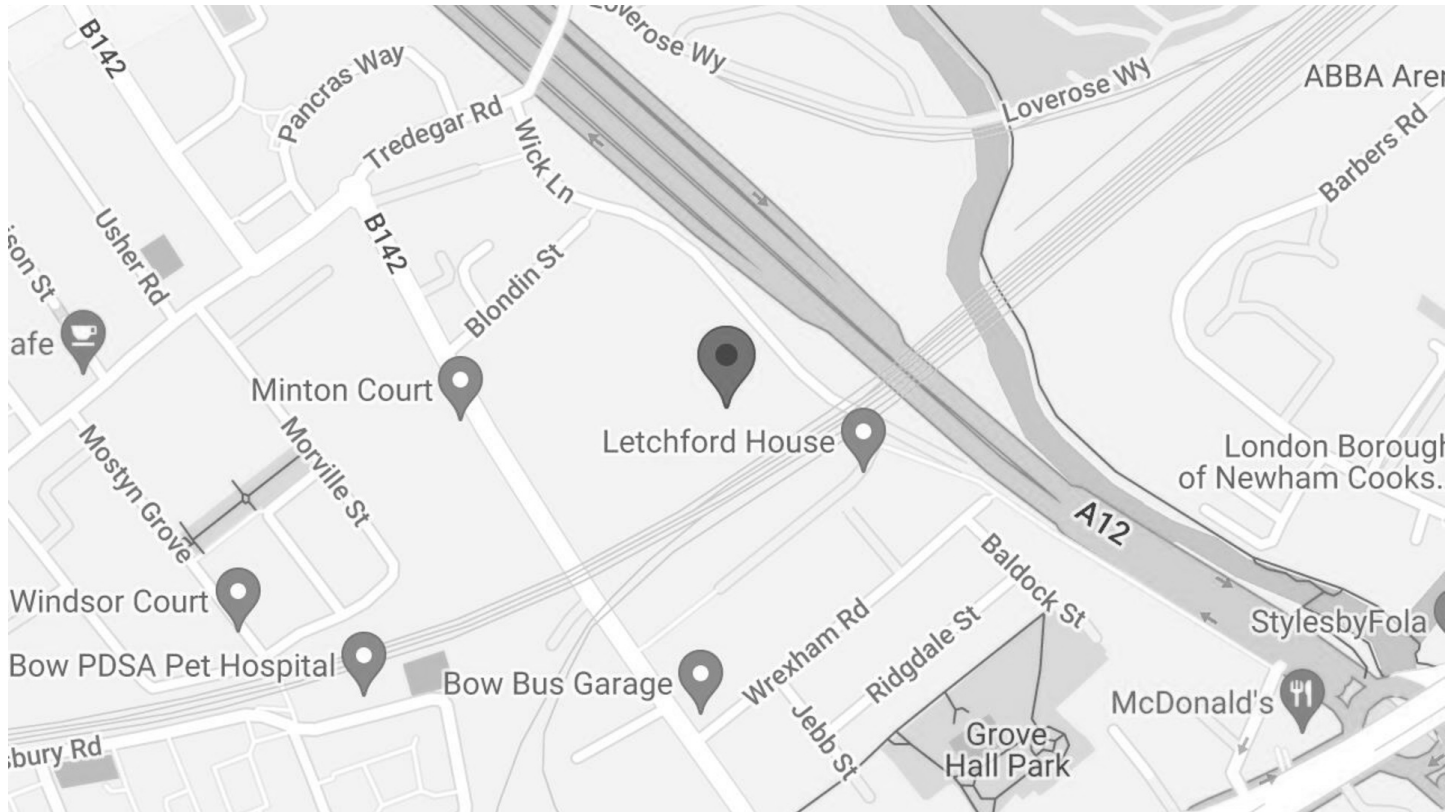 B142
Pancras Way
Tredegar Rd
Wick Ln
Loverose Wy
Loverose Wy
ABBA Aren
Barbers Rd
Usher Rd
ison St
B142
Blondin St
afe
Minton Court
Mostyn Grove
Morville St
Letchford House
London Borough
of Newham Cooks...
A12
Baldock St
Windsor Court
Wrexham Rd
Ridgdale St
StylesbyFola
Bow PDSA Pet Hospital
Bow Bus Garage
Jebb St
McDonald's
Grove
Hall Park
sbury Rd